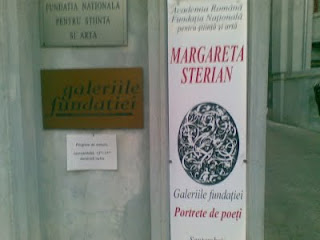 FUNDAȚIA NAȚIONALĂ
PENTRU ȘTIINȚĂ
ȘI ARTĂ
galeriile
fundației
Academia Română
Fundația Națională
pentru știință și artă
MARGARETA
STERIAN
Galeriile fundației
Portrete de poeți